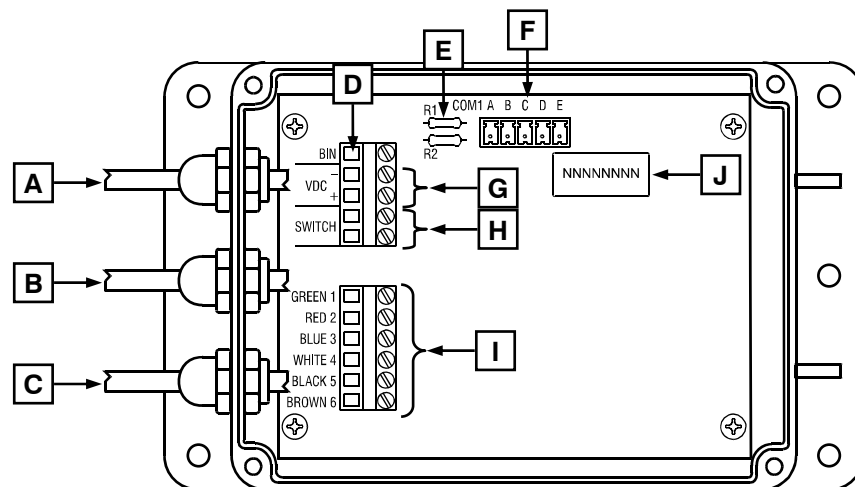 F
E
D
R1 COM1 A B C D E
R2
BIN
−
VDC
+
SWITCH
NNNNNNNN
A
G
J
H
B
GREEN 1
RED 2
BLUE 3
WHITE 4
BLACK 5
BROWN 6
I
C